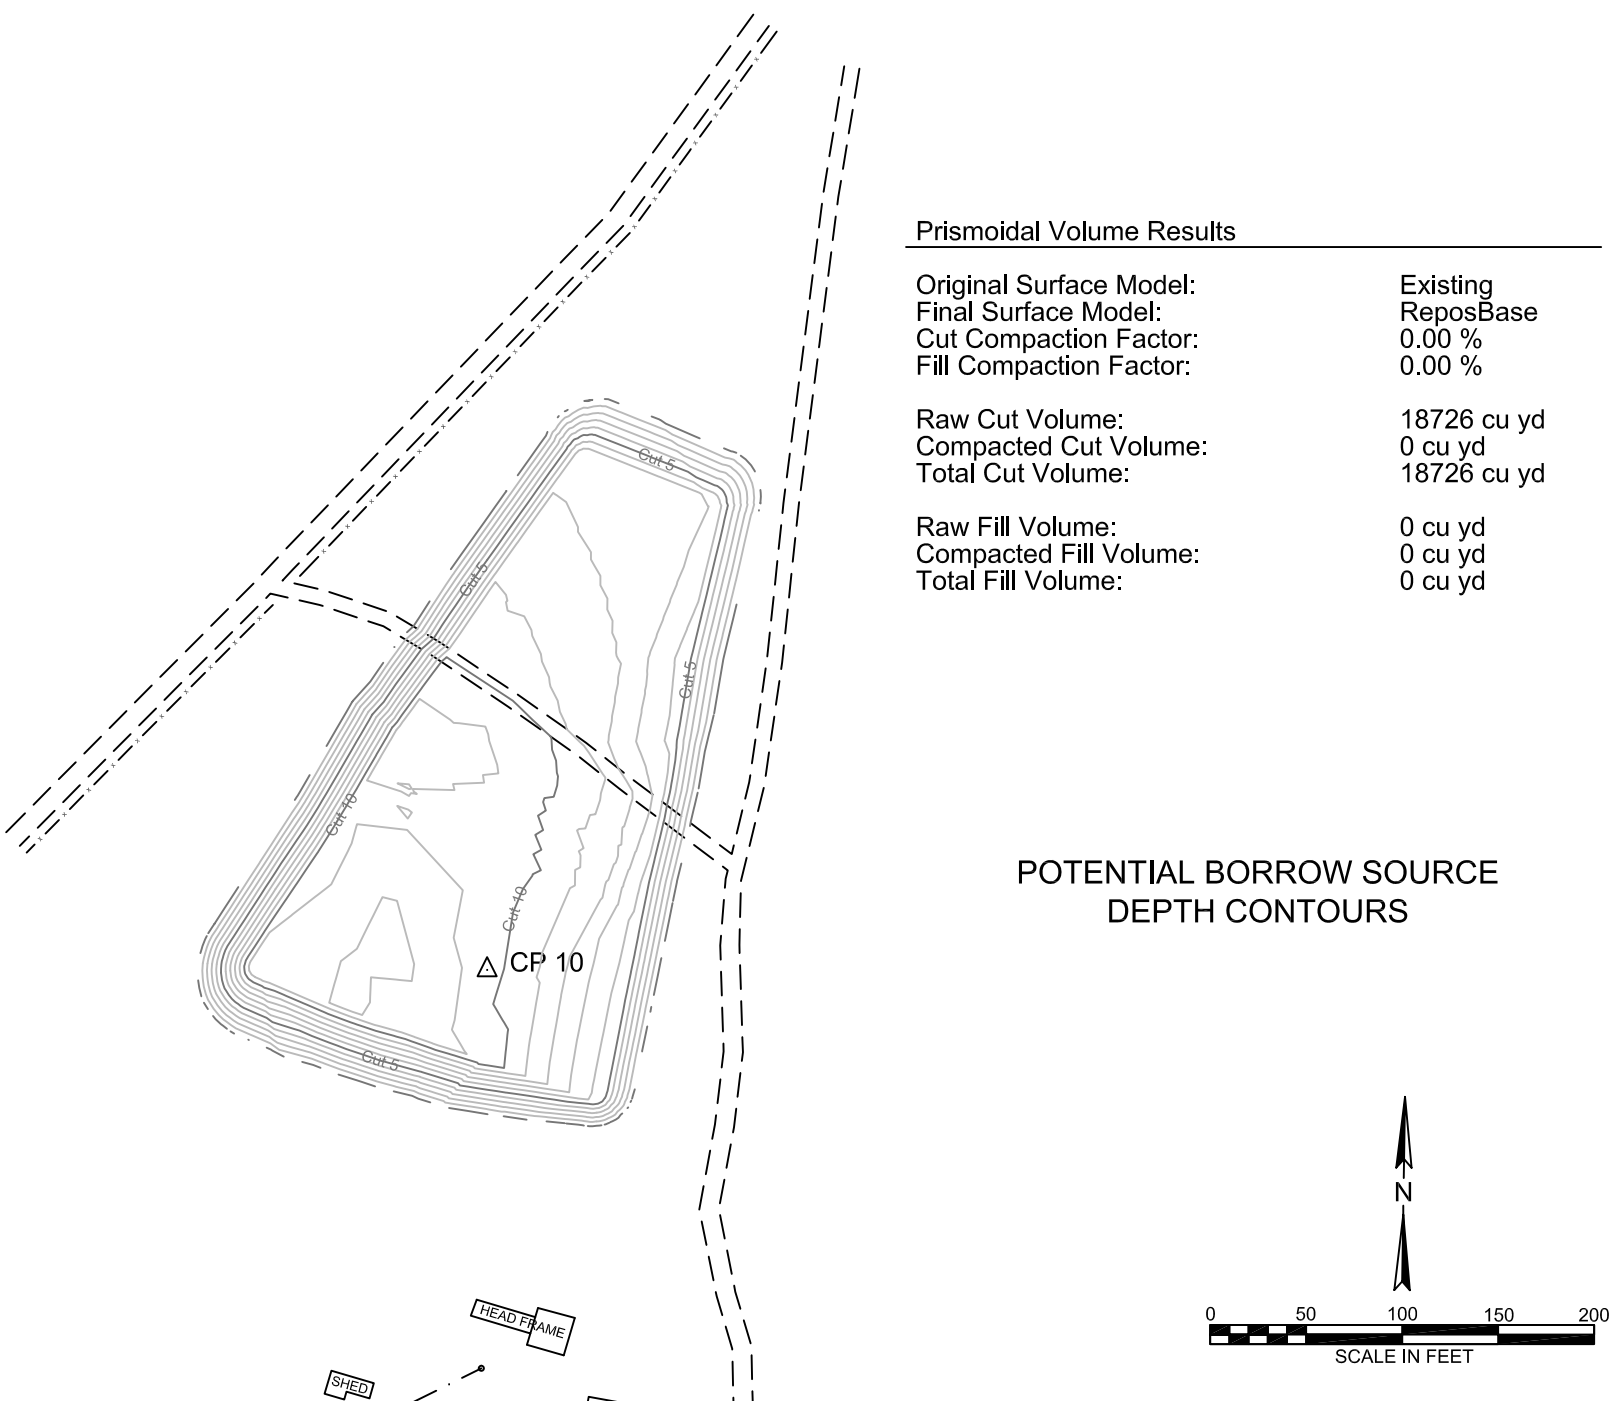 Prismoidal Volume Results
Original Surface Model: Existing
Final Surface Model: ReposBase
Cut Compaction Factor: 0.00 %
Fill Compaction Factor: 0.00 %
Raw Cut Volume: 18726 cu yd
Compacted Cut Volume: 0 cu yd
Total Cut Volume: 18726 cu yd
Raw Fill Volume: 0 cu yd
Compacted Fill Volume: 0 cu yd
Total Fill Volume: 0 cu yd
Cut 5
Cut 5
Cut 5
Cut 10
Cut 10
CP 10
Cut 5
POTENTIAL BORROW SOURCE
DEPTH CONTOURS
N
0 50 100 150 200
SCALE IN FEET
HEAD FRAME
SHED